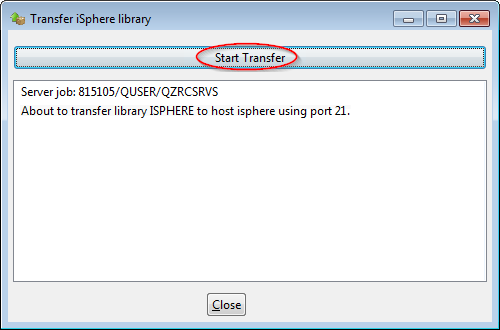 Transfer iSphere library
Start Transfer
Server job: 815105/QUSER/QZRCSRVS
About to transfer library ISPHERE to host isphere using port 21.
Close